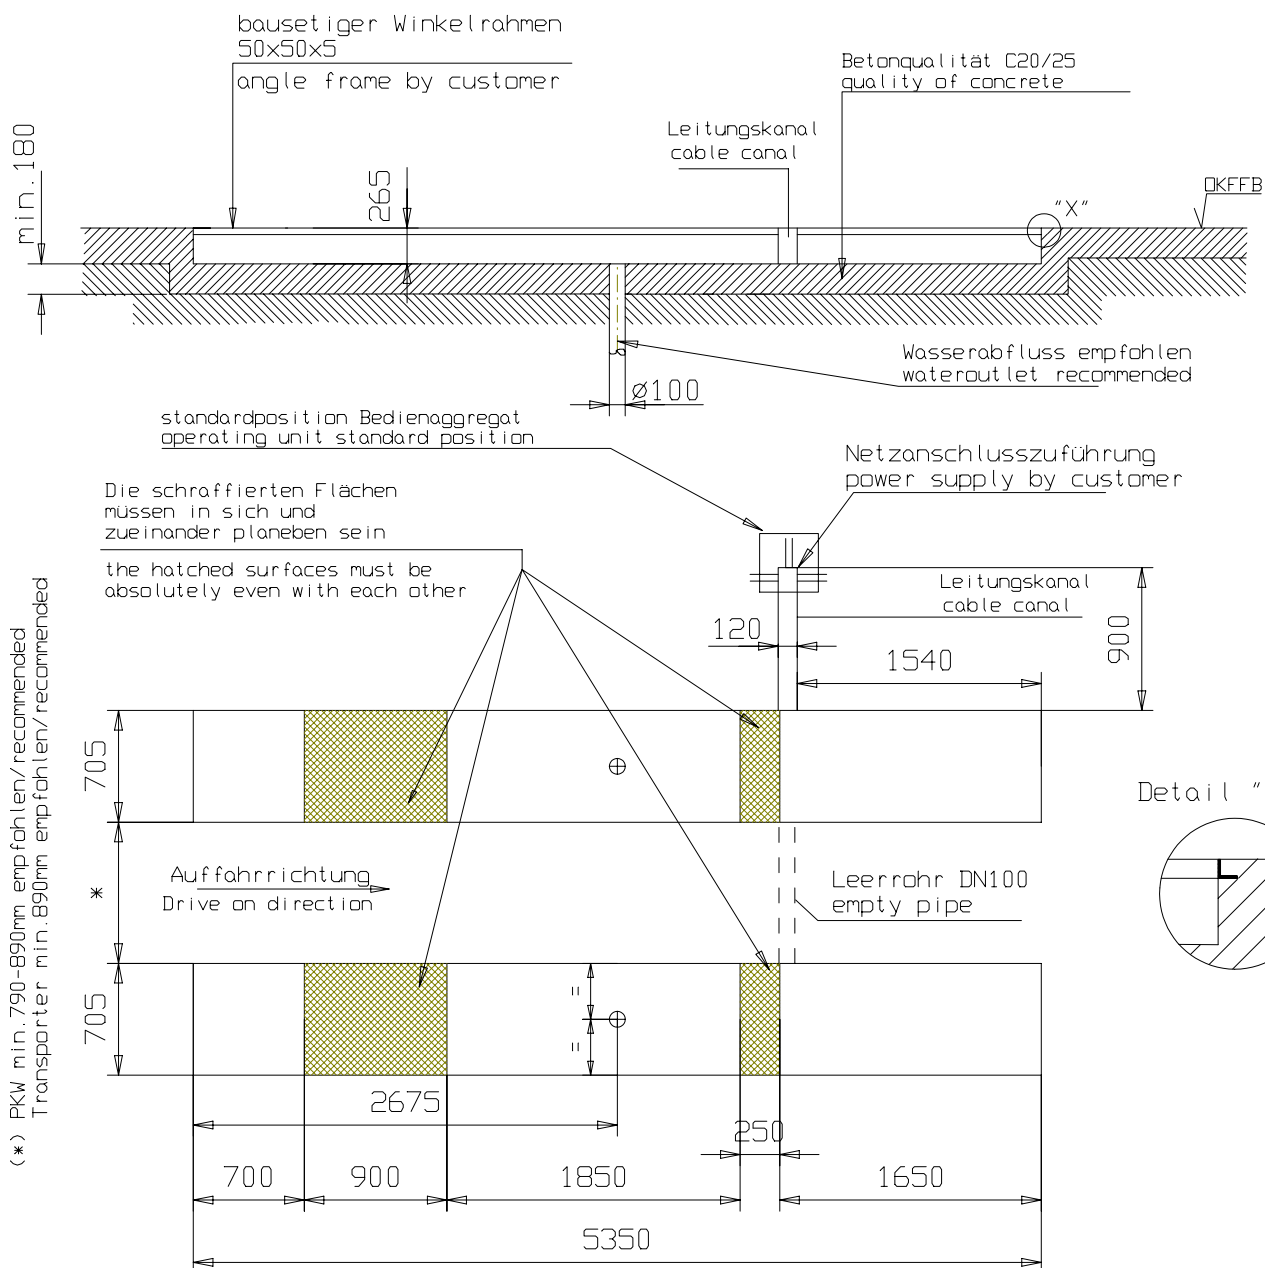 bausetiger Winkelrahmen
50x50x5
angle frame by customer
Betonqualität C20/25
quality of concrete
Leitungskanal
cable canal
min.180
265
OKFFB
"X"
Wasserabfluss empfohlen
wateroutlet recommended
ø100
standardposition Bedienaggregat
operating unit standard position
Netzanschlusszuführung
power supply by customer
Die schraffierten Flächen
müssen in sich und
zueinander planeben sein
the hatched surfaces must be
absolutely even with each other
Leitungskanal
cable canal
120
900
1540
705
Detail "
Auffahrrichtung
Drive on direction
*
Leerrohr DN100
empty pipe
705
=
=
(*) PKW min.790-890mm empfohlen/recommended
Transporter min.890mm empfohlen/recommended
2675
250
700
900
1850
1650
5350